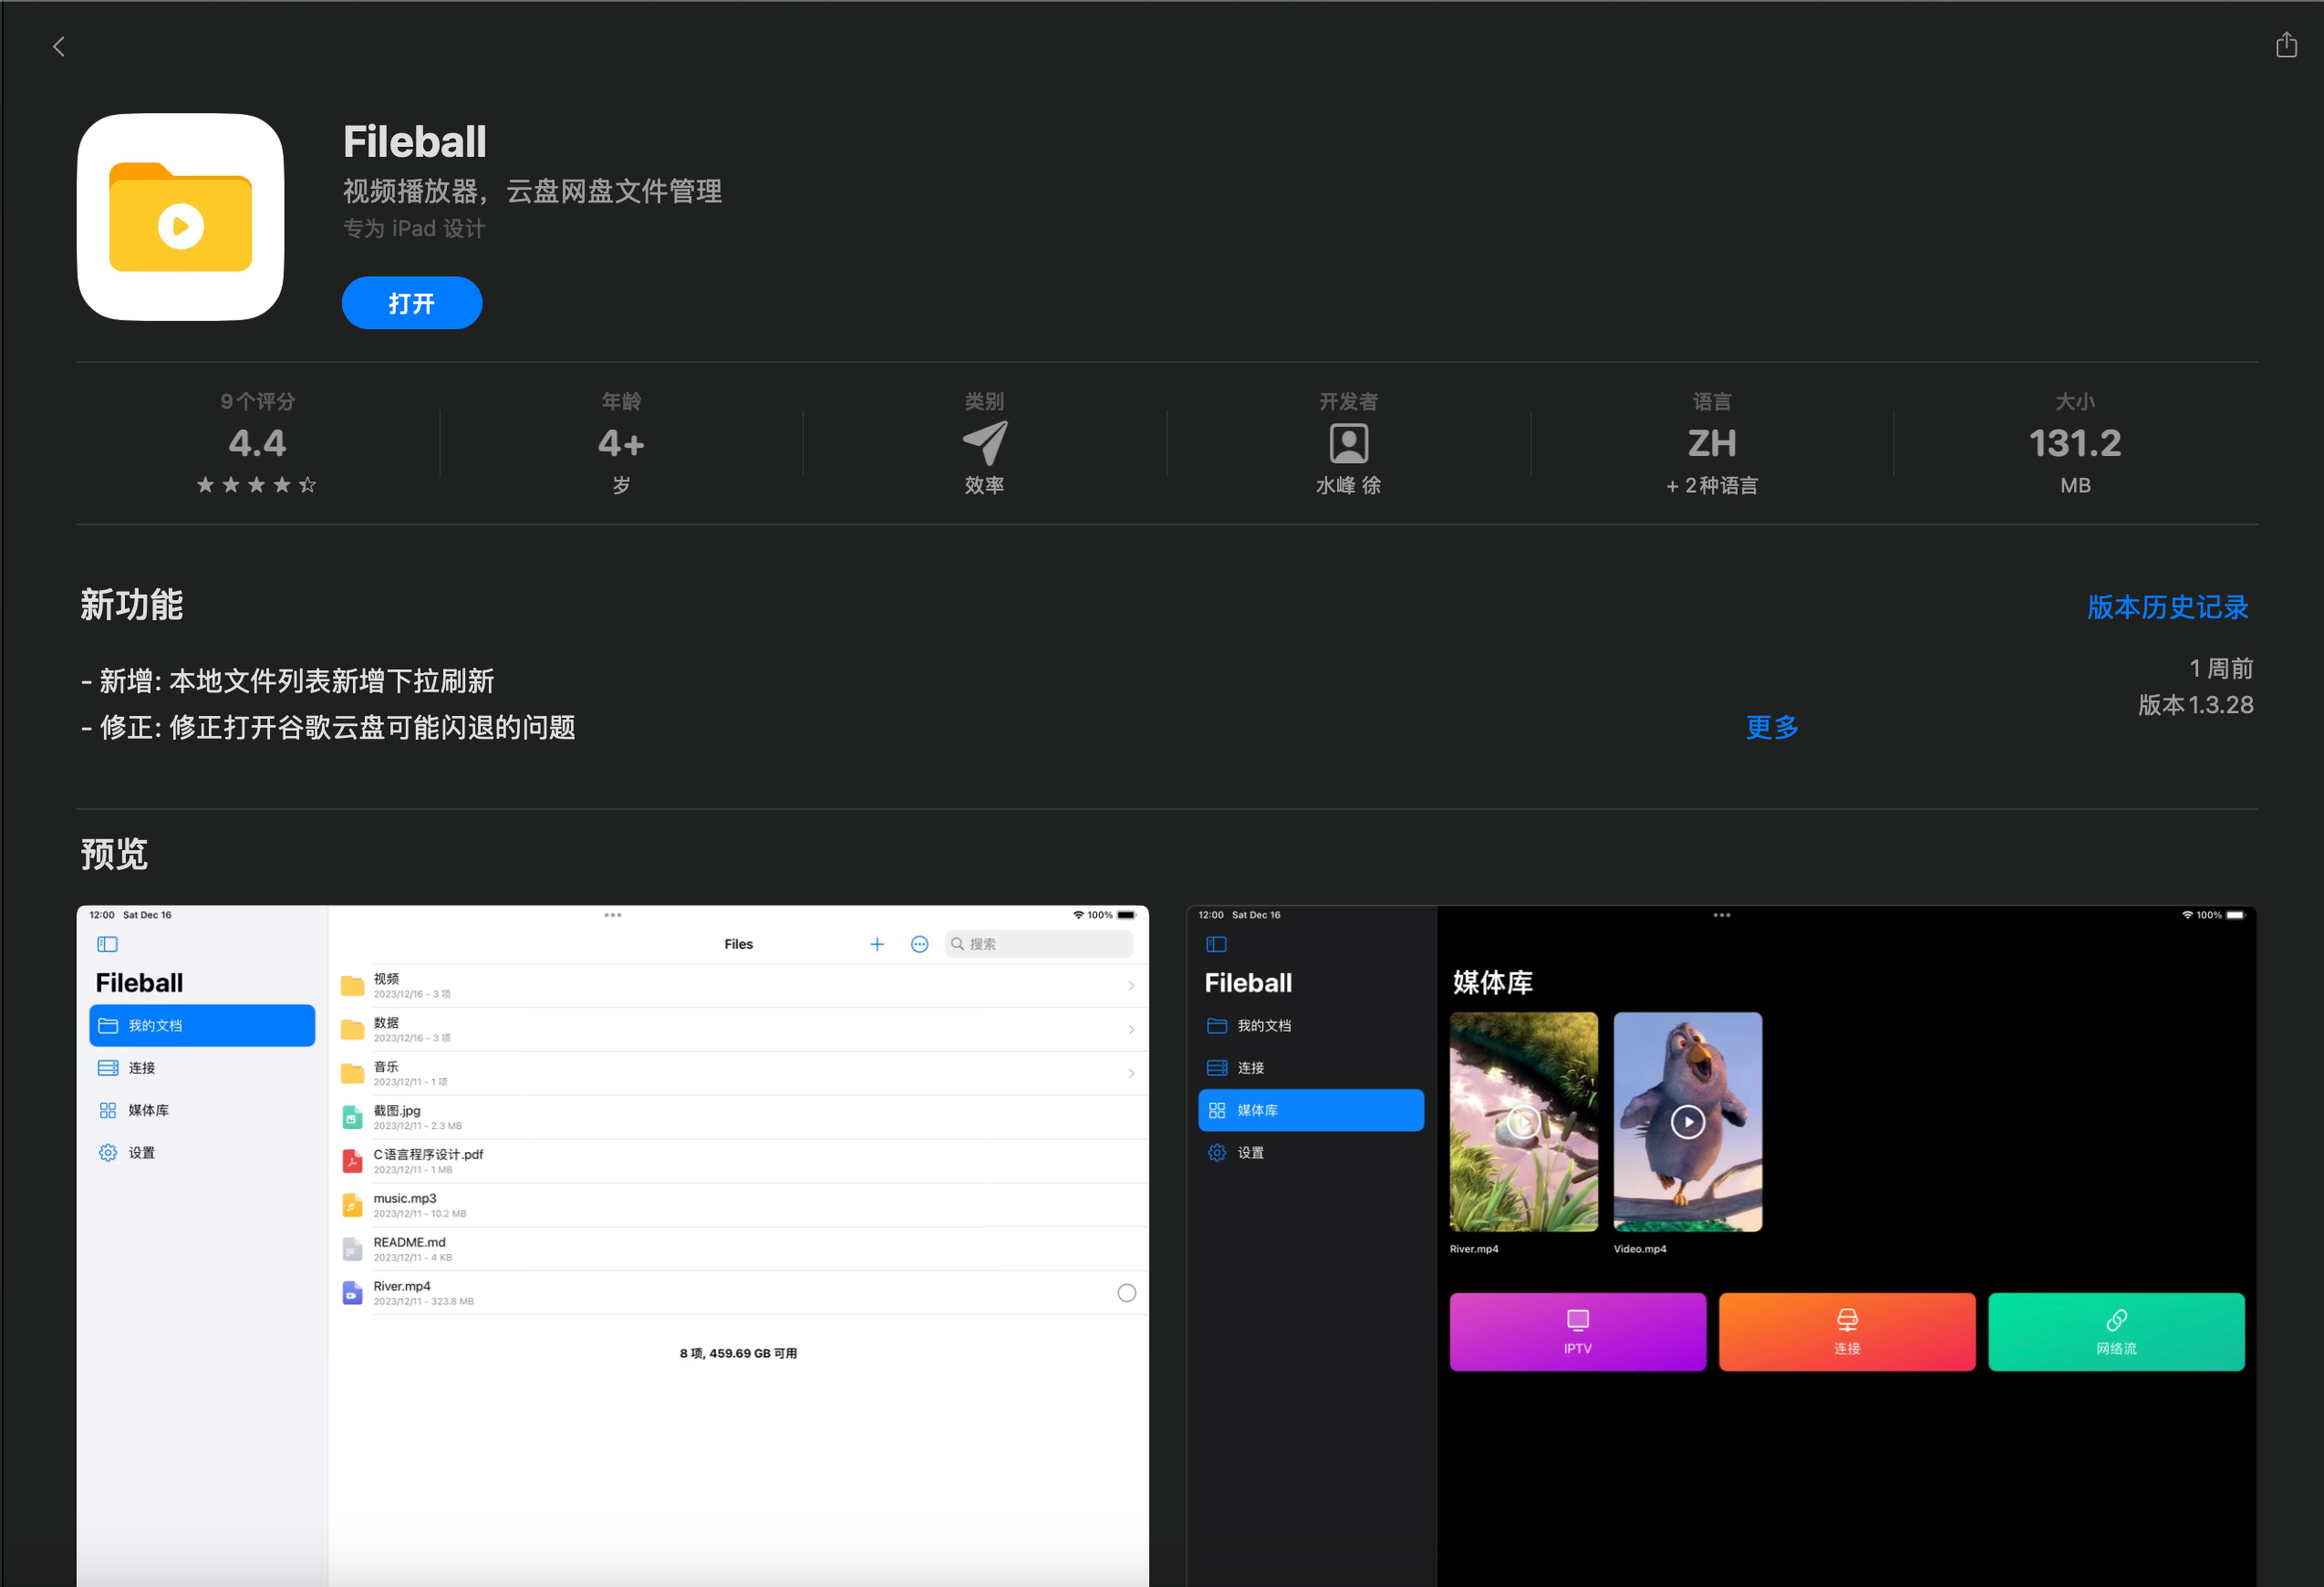 Fileball
视频播放器，云盘网盘文件管理
专为 iPad 设计
打开
9个评分
4.4
年龄
4+
岁
类别
效率
开发者
水峰 徐
语言
ZH
+ 2种语言
大小
131.2
MB
新功能
版本历史记录
- 新增: 本地文件列表新增下拉刷新
- 修正: 修正打开谷歌云盘可能闪退的问题
更多
1 周前
版本 1.3.28
预览
12:00 Sat Dec 16
100%
Files
搜索
Fileball
我的文档
连接
媒体库
设置
视频
2023/12/16 - 3 项
数据
2023/12/16 - 3 项
音乐
2023/12/11 - 1 项
截图.jpg
2023/12/11 - 2.3 MB
C语言程序设计.pdf
2023/12/11 - 1 MB
music.mp3
2023/12/11 - 10.2 MB
README.md
2023/12/11 - 4 KB
River.mp4
2023/12/11 - 323.8 MB
8 项, 459.69 GB 可用
12:00 Sat Dec 16
100%
Fileball
我的文档
连接
媒体库
设置
媒体库
River.mp4
Video.mp4
IPTV
连接
网络流